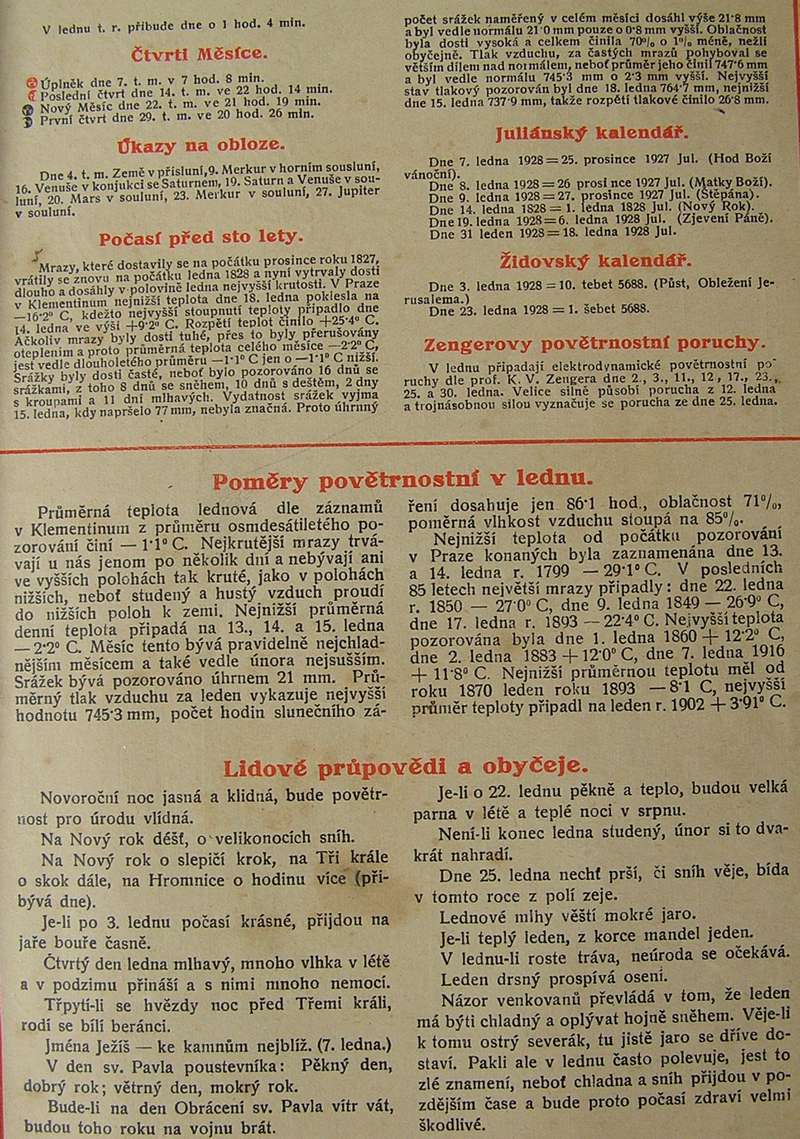 V lednu t. r. přibude dne o 1 hod. 4 min.
Čtvrti Měsíce.
Úplněk dne 7. t. m. v 7 hod. 8 min.
Poslední čtvrt dne 14. t. m. ve 22 hod. 14 min.
Nový Měsíc dne 22. t. m. ve 21 hod. 19 min.
První čtvrt dne 29. t. m. ve 20 hod. 26 min.
Úkazy na obloze.
Dne 4. t. m. Země v přísluní, 9. Merkur v horním sousluní,
16. Venuše v konjukci se Saturnem, 19. Saturn a Venuše v sou-
luní, 20. Mars v souluní, 23. Merkur v souluní, 27. Jupiter
v souluní.
Počasí před sto lety.
Mrazy, které dostavily se na počátku prosince roku 1827,
vrátily se znovu na počátku ledna 1828 a nyní vytrvaly dosti
dlouho a dosáhly v polovině ledna nejvyšší krutosti. V Praze
v Klementinum nejnižší teplota dne 18. ledna poklesla na
—16·2° C, kdežto nejvyšší stoupnutí teploty připadlo dne
14. ledna ve výši +9·2° C. Rozpětí teplot činilo +25·4° C.
Ačkoliv mrazy byly dosti tuhé, přes to byly přerušovány
oteplením a proto průměrná teplota celého měsíce —2·2° C,
jest vedle dlouholetého průměru —1·1° C jen o —1·1° C nižší.
Srážky byly dosti časté, neboť bylo pozorováno 16 dnů se
srážkami, z toho 8 dnů se sněhem, 10 dnů s deštěm, 2 dny
s kroupami a 11 dní mlhavých. Vydatnost srážek vyjma
15. ledna, kdy napršelo 77 mm, nebyla značná. Proto úhrnný
počet srážek naměřený v celém měsíci dosáhl výše 21·8 mm
a byl vedle normálu 21·0 mm pouze o 0·8 mm vyšší. Oblačnost
byla dosti vysoká a celkem činila 70% o 1% méně, nežli
obyčejně. Tlak vzduchu, za častých mrazů pohyboval se
větším dílem nad normálem, neboť průměr jeho činil 747·6 mm
a byl vedle normálu 745·3 mm o 2·3 mm vyšší. Nejvyšší
stav tlakový pozorován byl dne 18. ledna 764·7 mm, nejnižší
dne 15. ledna 737·9 mm, takže rozpětí tlakové činilo 26·8 mm.
Juliánský kalendář.
Dne 7. ledna 1928 = 25. prosince 1927 Jul. (Hod Boží
vánoční).
Dne 8. ledna 1928 = 26 prosince 1927 Jul. (Matky Boží).
Dne 9. ledna 1928 = 27. prosince 1927 Jul. (Štěpána).
Dne 14. ledna 1828 = 1. ledna 1828 Jul. (Nový Rok).
Dne 19. ledna 1928 = 6. ledna 1928 Jul. (Zjevení Páně).
Dne 31 leden 1928 = 18. ledna 1928 Jul.
Židovský kalendář.
Dne 3. ledna 1928 = 10. tebet 5688. (Půst, Obležení Je-
rusalema.)
Dne 23. ledna 1928 = 1. šebet 5688.
Zengerovy povětrnostní poruchy.
V lednu připadají elektrodynamické povětrnostní po-
ruchy dle prof. K. V. Zengera dne 2., 3., 11., 12., 17., 23.,
25. a 30. ledna. Velice silně působí porucha z 12. ledna
a trojnásobnou silou vyznačuje se porucha ze dne 25. ledna.
Poměry povětrnostní v lednu.
Průměrná teplota lednová dle záznamů
v Klementinum z průměru osmdesátiletého po-
zorování činí — 1·1° C. Nejkrutější mrazy trvá-
vají u nás jenom po několik dní a nebývají ani
ve vyšších polohách tak kruté, jako v polohách
nižších, neboť studený a hustý vzduch proudí
do nižších poloh k zemi. Nejnižší průměrná
denní teplota připadá na 13., 14. a 15. ledna
—2·2° C. Měsíc tento bývá pravidelně nejchlad-
nějším měsícem a také vedle února nejsušším.
Srážek bývá pozorováno úhrnem 21 mm. Prů-
měrný tlak vzduchu za leden vykazuje nejvyšší
hodnotu 745·3 mm, počet hodin slunečního zá-
ření dosahuje jen 86·1 hod., oblačnost 71%,
poměrná vlhkost vzduchu stoupá na 85%.
Nejnižší teplota od počátku pozorování
v Praze konaných byla zaznamenána dne 13.
a 14. ledna r. 1799 —29·1° C. V posledních
85 letech největší mrazy připadly: dne 22. ledna
r. 1850 — 27·0° C, dne 9. ledna 1849 — 26·9° C,
dne 17. ledna r. 1893 —22·4° C. Nejvyšší teplota
pozorována byla dne 1. ledna 1860 + 12·2° C,
dne 2. ledna 1883 + 12·0° C, dne 7. ledna 1916
+ 11·8° C. Nejnižší průměrnou teplotu měl od
roku 1870 leden roku 1893 —8·1 C, nejvyšší
průměr teploty připadl na leden r. 1902 + 3·91° C.
Lidové průpovědi a obyčeje.
Novoroční noc jasná a klidná, bude povětr-
nost pro úrodu vlídná.
Na Nový rok déšť, o velikonocích sníh.
Na Nový rok o slepičí krok, na Tři krále
o skok dále, na Hromnice o hodinu více (při-
bývá dne).
Je-li po 3. lednu počasí krásné, přijdou na
jaře bouře časně.
Čtvrtý den ledna mlhavý, mnoho vlhka v létě
a v podzimu přináší a s nimi mnoho nemocí.
Třpytí-li se hvězdy noc před Třemi králi,
rodí se bílí beránci.
Jména Ježíš — ke kamnům nejblíž. (7. ledna.)
V den sv. Pavla poustevníka: Pěkný den,
dobrý rok; větrný den, mokrý rok.
Bude-li na den Obrácení sv. Pavla vítr vát,
budou toho roku na vojnu brát.
Je-li o 22. lednu pěkně a teplo, budou velká
parna v létě a teplé noci v srpnu.
Není-li konec ledna studený, únor si to dva-
krát nahradí.
Dne 25. ledna nechť prší, či sníh věje, bída
v tomto roce z polí zeje.
Lednové mlhy věští mokré jaro.
Je-li teplý leden, z korce mandel jeden.
V lednu-li roste tráva, neúroda se očekává.
Leden drsný prospívá osení.
Názor venkovanů převládá v tom, že leden
má býti chladný a oplývat hojně sněhem. Věje-li
k tomu ostrý severák, tu jistě jaro se dříve do-
staví. Pakli ale v lednu často polevuje, jest to
zlé znamení, neboť chladna a sníh přijdou v po-
zdějším čase a bude proto počasí zdraví velmi
škodlivé.